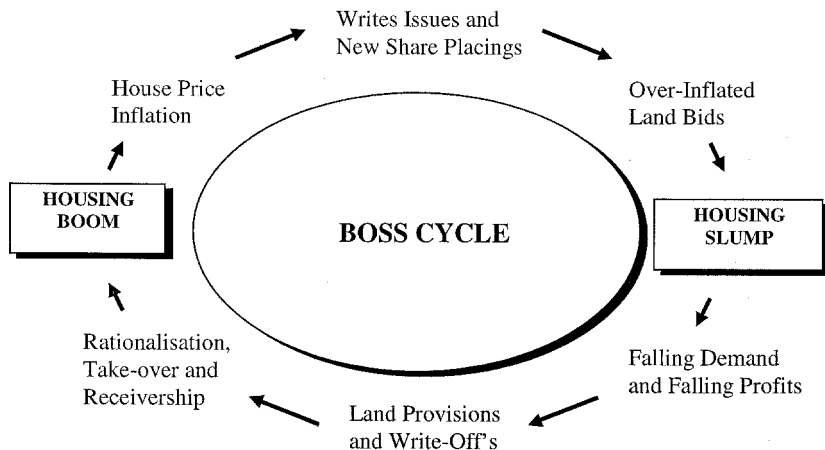 Writes Issues and
New Share Placings
House Price
Inflation
Over-Inflated
Land Bids
HOUSING
BOOM
BOSS CYCLE
HOUSING
SLUMP
Rationalisation,
Take-over and
Receivership
Falling Demand
and Falling Profits
Land Provisions
and Write-Off's